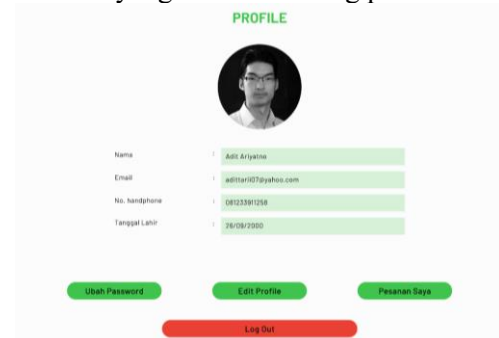 PROFILE
Nama : Adit Ariyatno
Email : adittaril07@yahoo.com
No. handphone : 081233911258
Tanggal Lahir : 26/09/2000
Ubah Password Edit Profile Pesanan Saya
Log Out